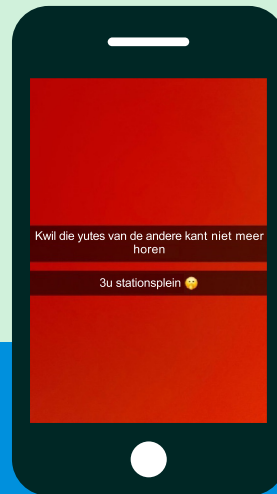 Kwil die yutes van de andere kant niet meer
horen
3u stationsplein 🤫